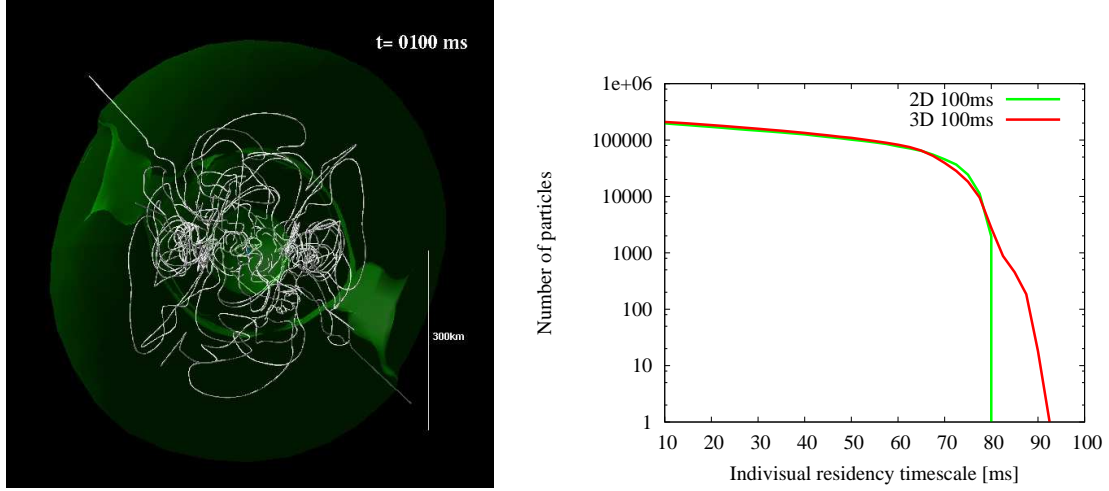 t= 0100 ms
300km
1e+06
100000
10000
1000
100
10
1
Number of particles
2D 100ms
3D 100ms
10 20 30 40 50 60 70 80 90 100
Indivisual residency timescale [ms]